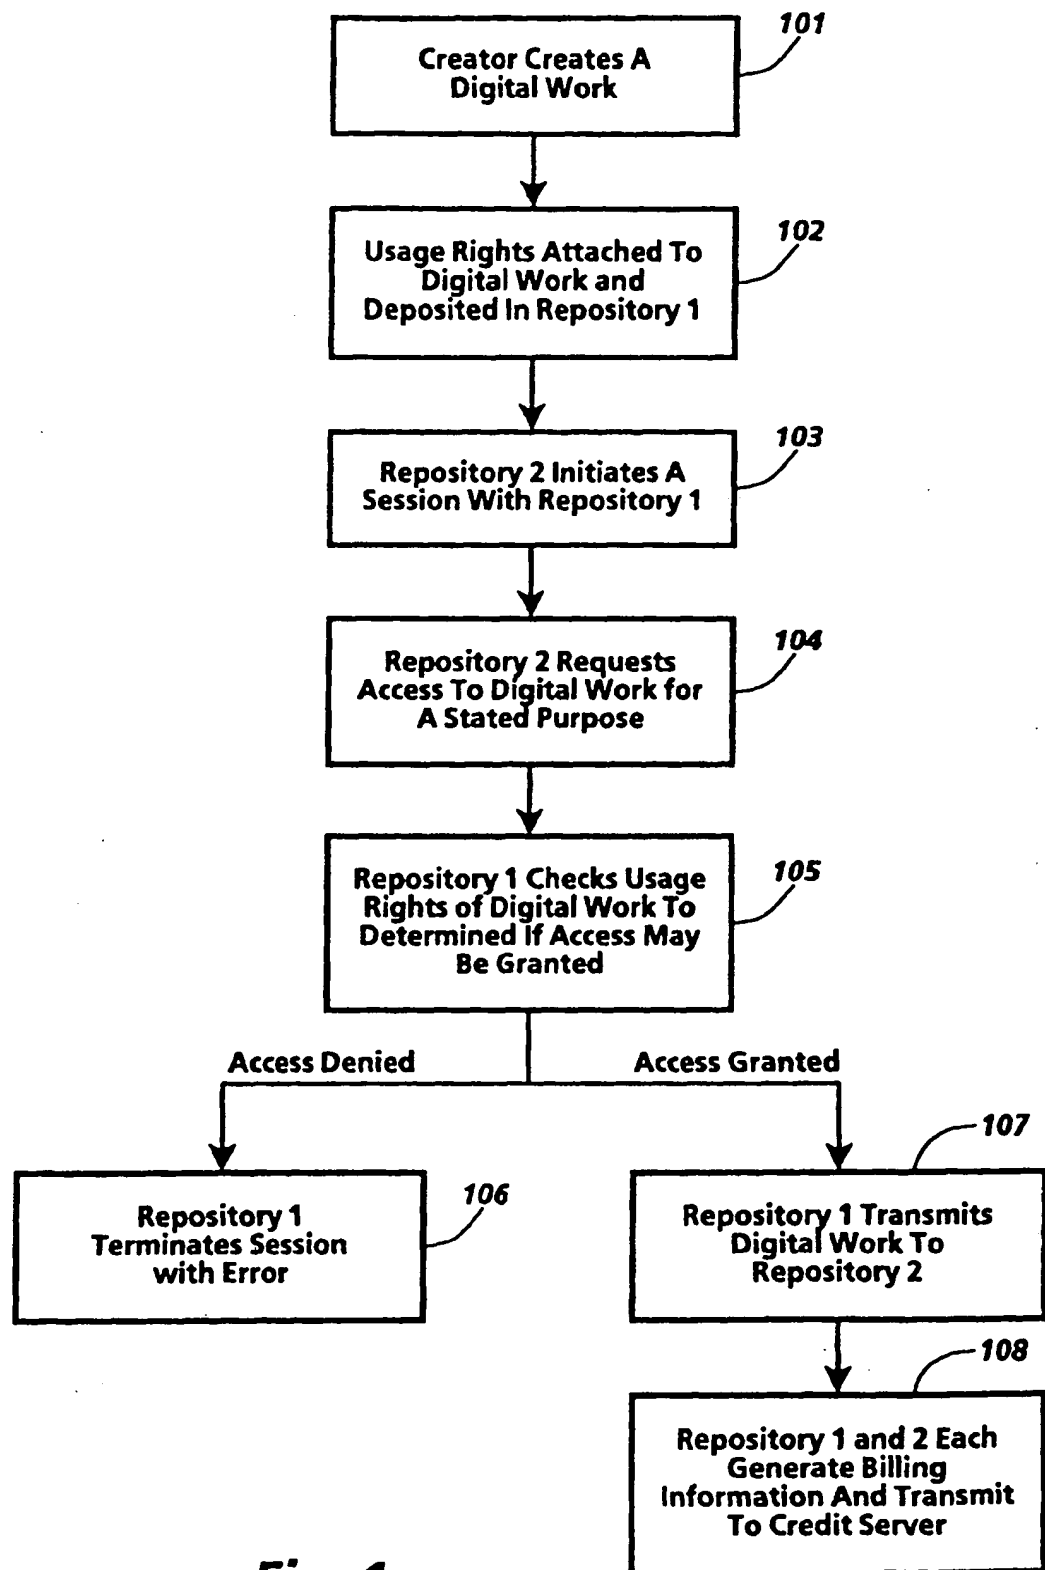 101
Creator Creates A
Digital Work
102
Usage Rights Attached To
Digital Work and
Deposited In Repository 1
103
Repository 2 Initiates A
Session With Repository 1
104
Repository 2 Requests
Access To Digital Work for
A Stated Purpose
105
Repository 1 Checks Usage
Rights of Digital Work To
Determined If Access May
Be Granted
Access Denied
Access Granted
107
106
Repository 1
Terminates Session
with Error
Repository 1 Transmits
Digital Work To
Repository 2
108
Repository 1 and 2 Each
Generate Billing
Information And Transmit
To Credit Server